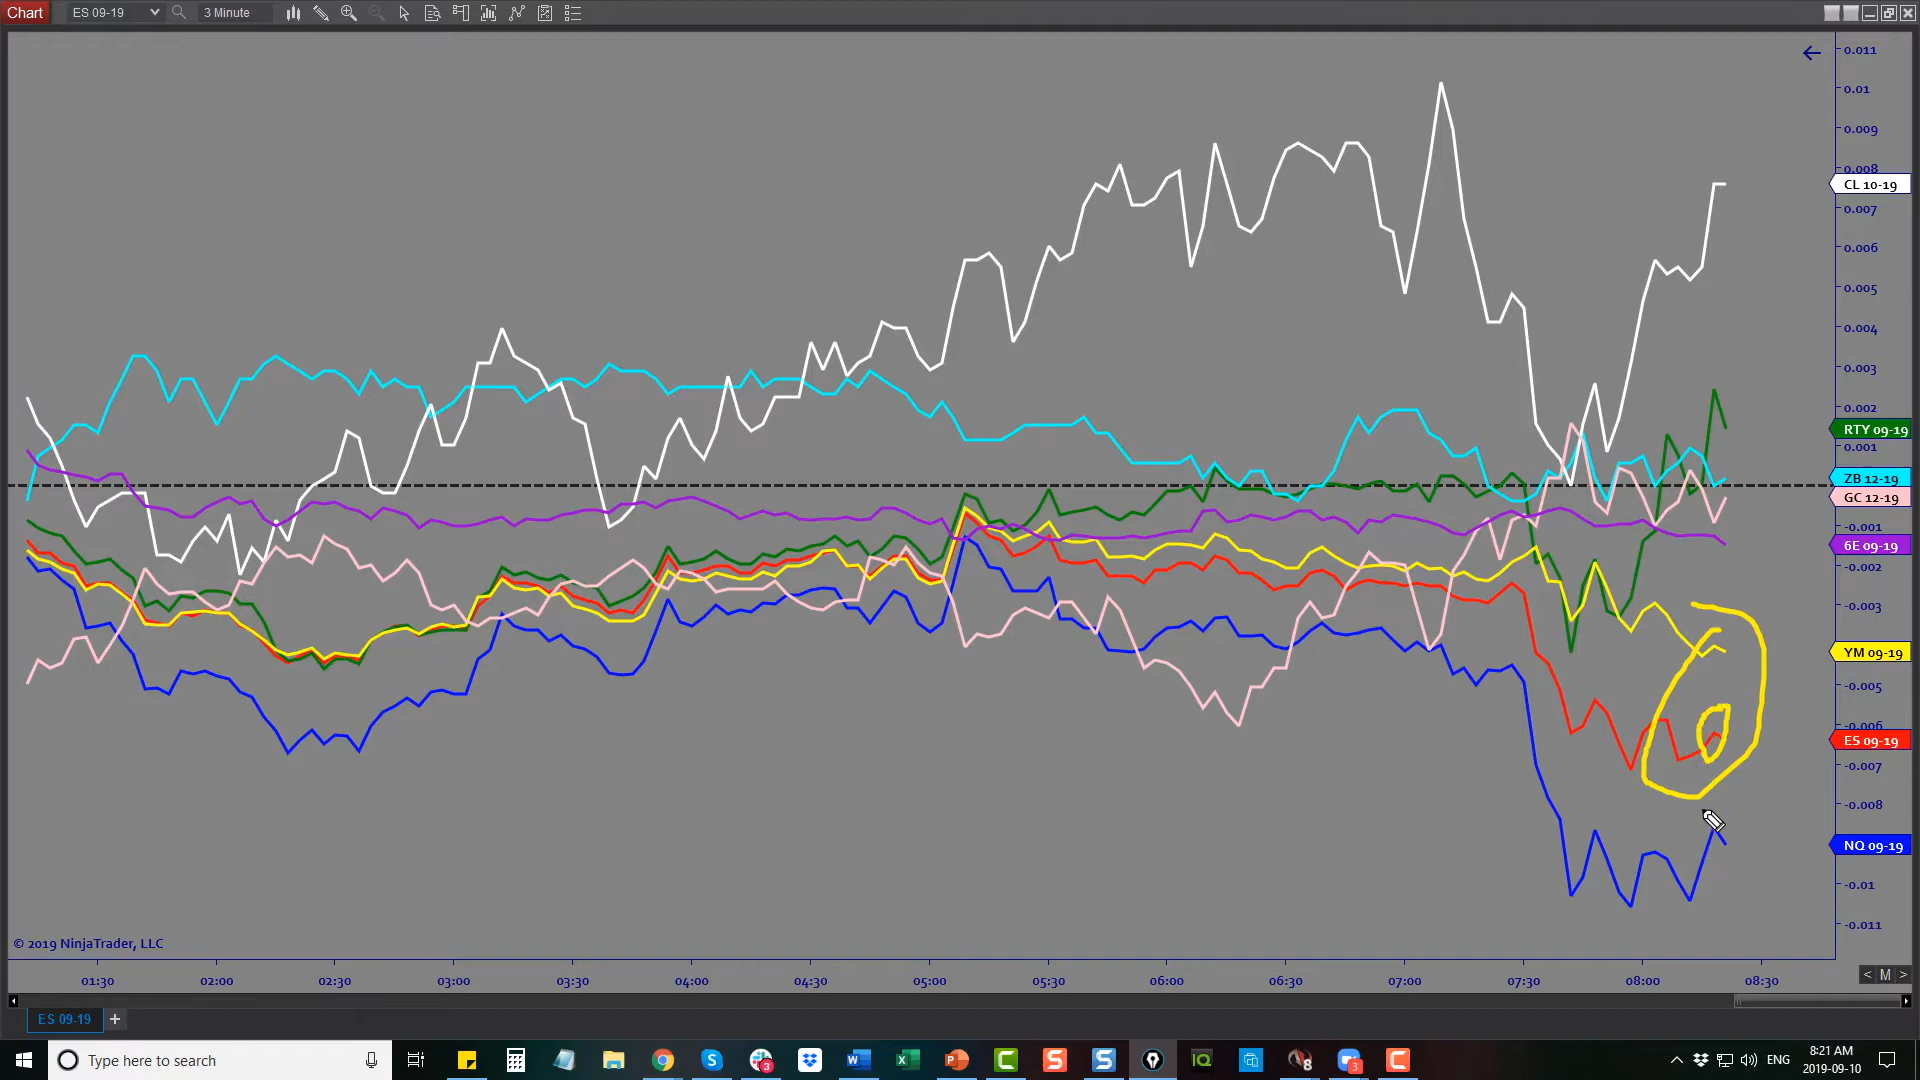 Chart
ES 09-19
3 Minute
0.011
0.01
0.009
0.008
CL 10-19
0.007
0.006
0.005
0.004
0.003
0.002
RTY 09-19
0.001
ZB 12-19
GC 12-19
-0.001
6E 09-19
-0.002
-0.003
YM 09-19
-0.005
-0.006
ES 09-19
-0.007
-0.008
NQ 09-19
-0.01
-0.011
© 2019 NinjaTrader, LLC
01:30 02:00 02:30 03:00 03:30 04:00 04:30 05:00 05:30 06:00 06:30 07:00 07:30 08:00 08:30
< M >
ES 09-19 +
Type here to search
ENG
8:21 AM
2019-09-10